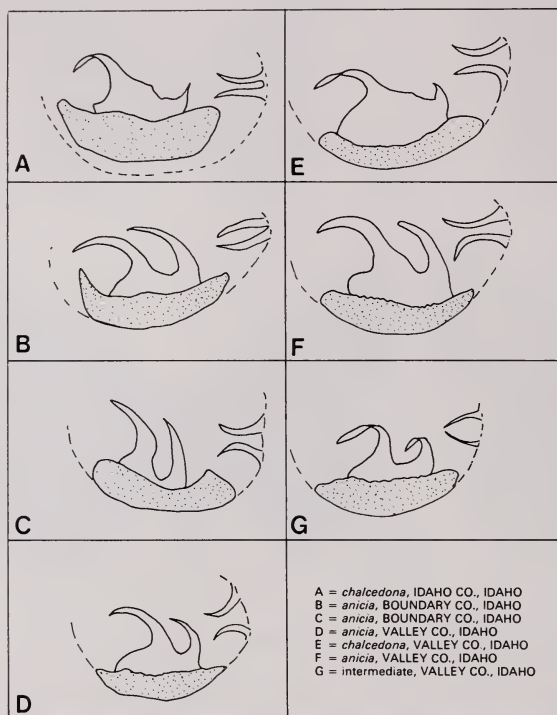 A
E
B
F
C
G
D
A = chalcedona, IDAHO CO., IDAHO
B = anicia, BOUNDARY CO., IDAHO
C = anicia, BOUNDARY CO., IDAHO
D = anicia, VALLEY CO., IDAHO
E = chalcedona, VALLEY CO., IDAHO
F = anicia, VALLEY CO., IDAHO
G = intermediate, VALLEY CO., IDAHO